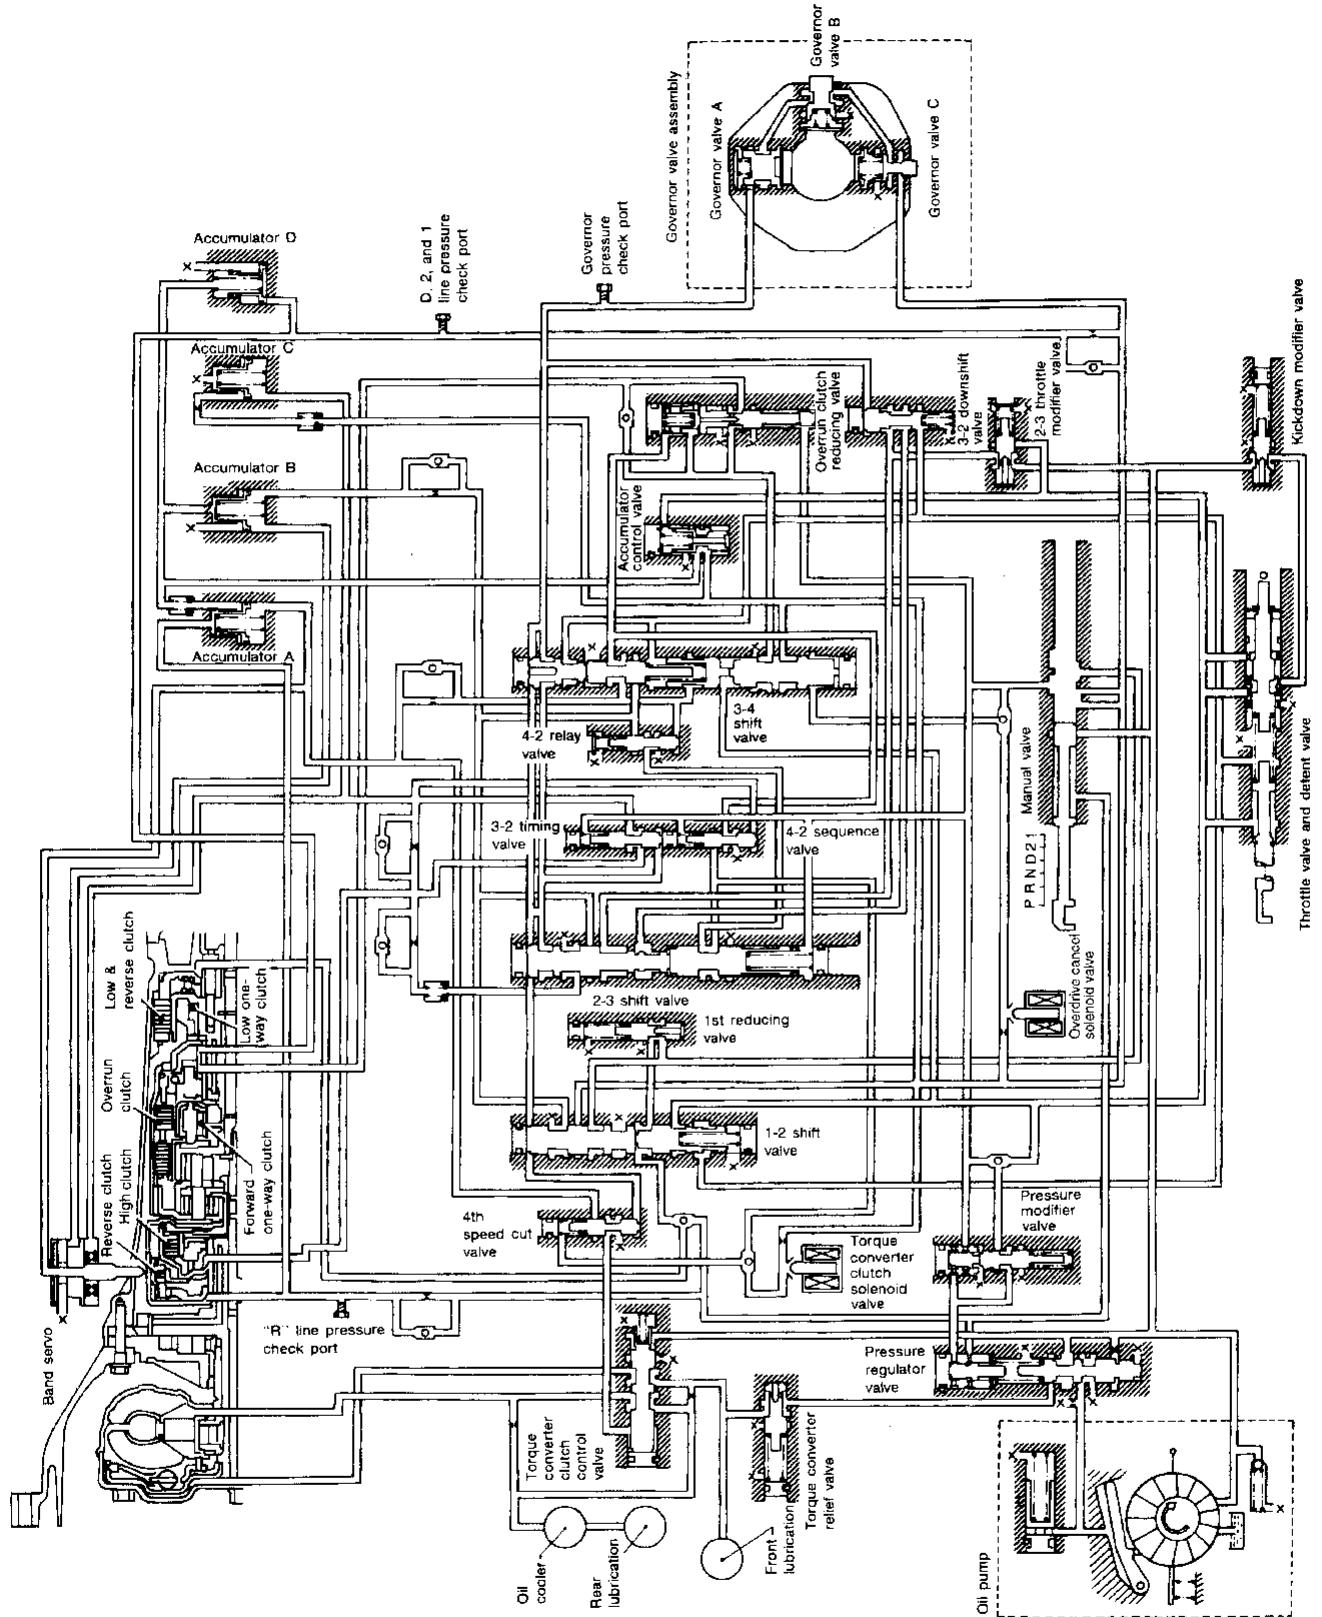 Governor
valve B
Governor valve assembly
Governor valve A
Governor valve C
Accumulator D
D, 2, and 1
line pressure
check port
Governor
pressure
check port
Accumulator C
Kickdown modifier valve
Overrun clutch
reducing valve
3-2 downshift
valve
2-3 throttle
modifier valve
Accumulator B
Accumulator
control valve
Accumulator A
3-4
shift
valve
4-2 relay
valve
Manual valve
Throttle valve and detent valve
3-2 timing
valve
4-2 sequence
valve
P R N D 2 1
Low &
reverse clutch
Low one-
way clutch
Overdrive cancel
solenoid valve
2-3 shift valve
1st reducing
valve
Overrun
clutch
1-2 shift
valve
Reverse clutch
High clutch
Forward
one-way clutch
4th
speed cut
valve
Pressure
modifier
valve
Torque
converter
clutch
solenoid
valve
Band servo
"R" line pressure
check port
Pressure
regulator
valve
Torque
converter
clutch
control
valve
Torque converter
relief valve
Oil
cooler
Rear
lubrication
Front
lubrication
Oil pump